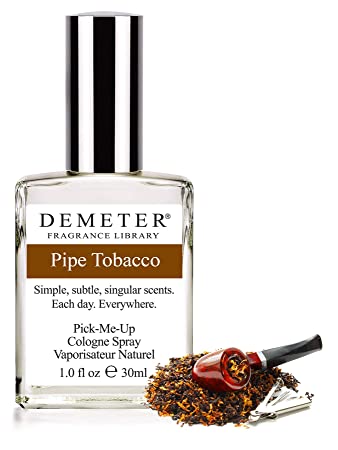 DEMETER®
FRAGRANCE LIBRARY
Pipe Tobacco
Simple, subtle, singular scents.
Each day. Everywhere.
Pick-Me-Up
Cologne Spray
Vaporisateur Naturel
1.0 fl oz ℮ 30ml